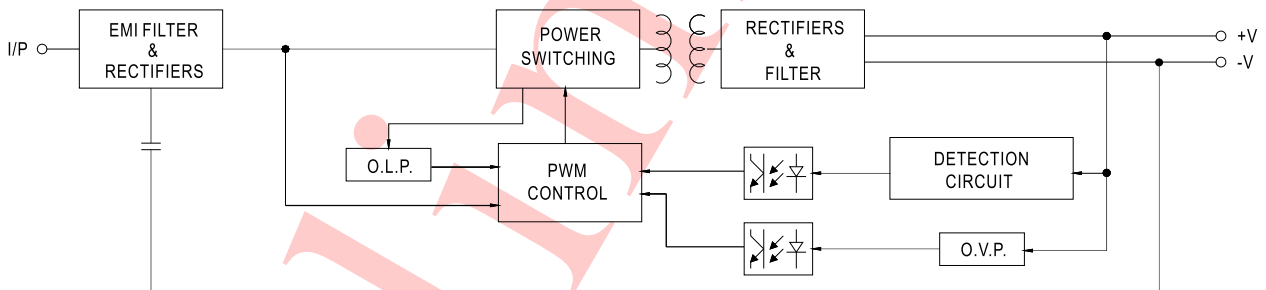 I/P
EMI FILTER
&
RECTIFIERS
POWER
SWITCHING
RECTIFIERS
&
FILTER
+V
-V
O.L.P.
PWM
CONTROL
DETECTION
CIRCUIT
O.V.P.